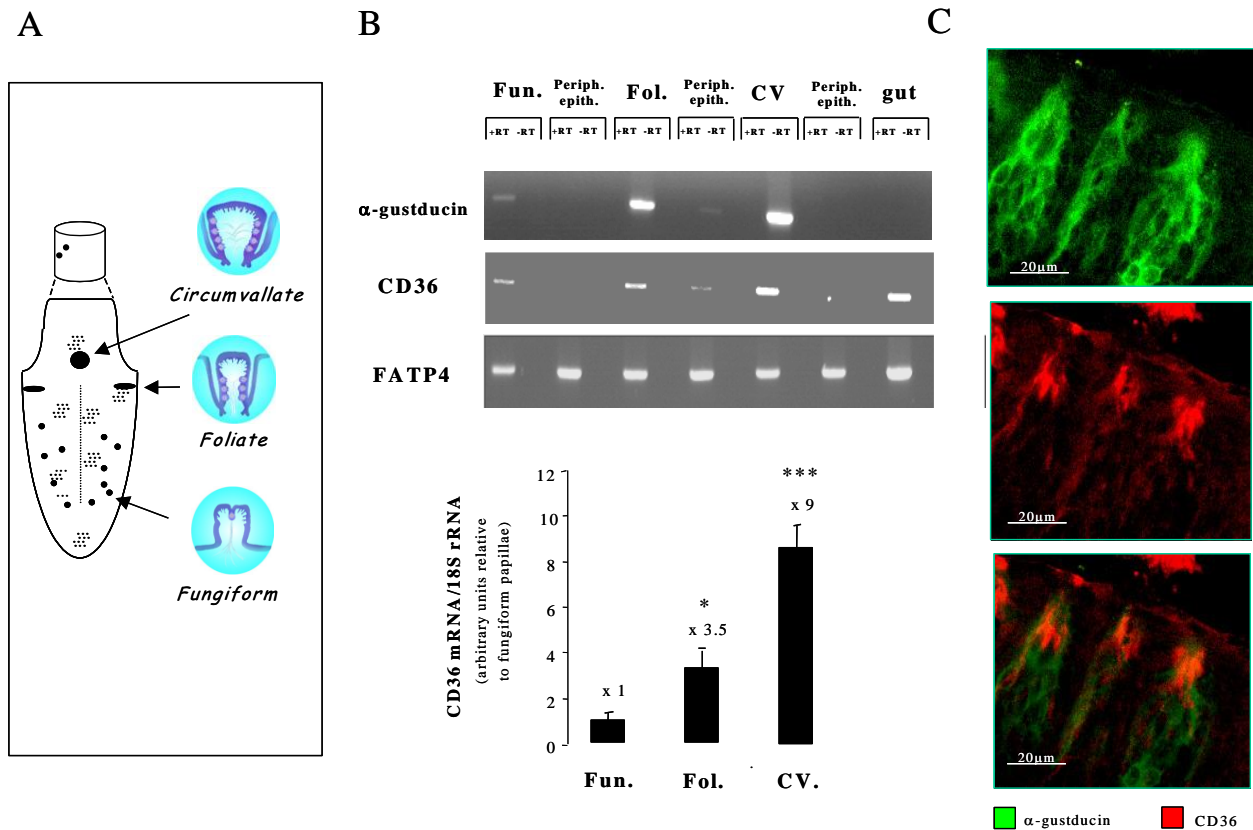 A
B
C
Circumvallate
Foliate
Fungiform
Fun. Periph. epith. Fol. Periph. epith. CV Periph. epith. gut
+RT -RT +RT -RT +RT -RT +RT -RT +RT -RT +RT -RT +RT -RT
α-gustducin
CD36
FATP4
CD36 mRNA/18S rRNA
(arbitrary units relative
to fungiform papillae)
12
10
8
6
4
2
0
x 1
*
x 3.5
***
x 9
Fun. Fol. CV.
20µm
20µm
20µm
α-gustducin CD36